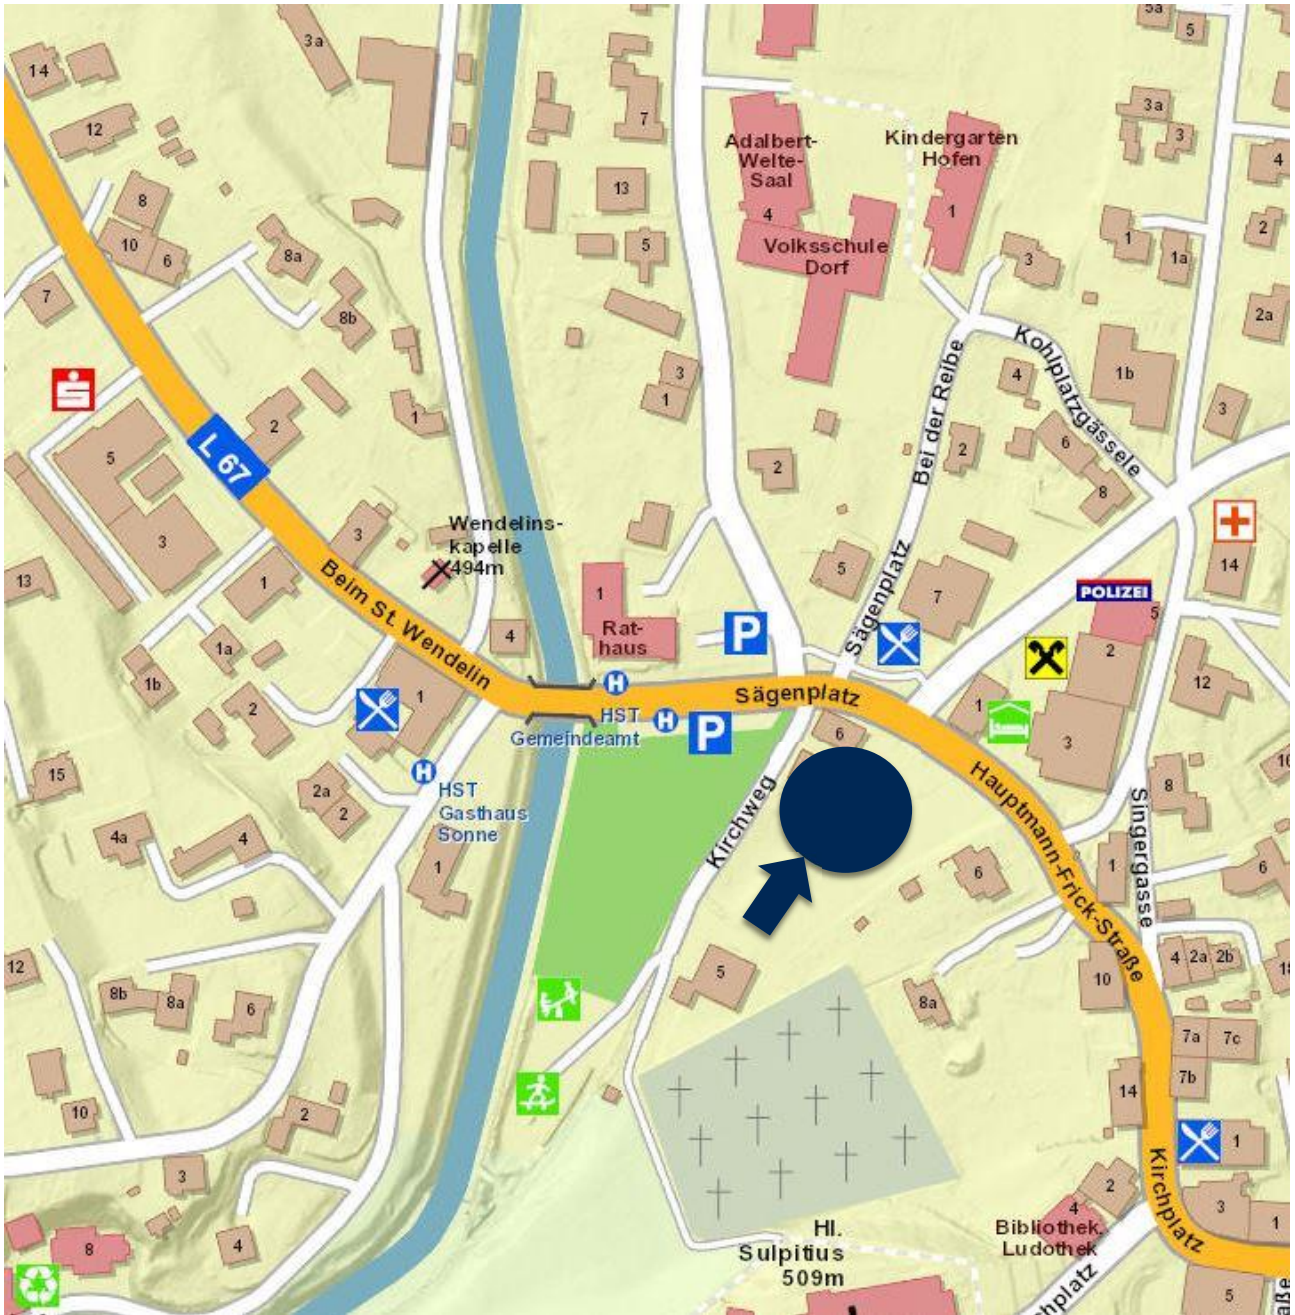 3a
5a
5
14
12
7
3a
3
Adalbert-
Welte-
Saal
4
Kindergarten
Hofen
1
4
13
8
10
6
8a
5
Volksschule
Dorf
3
1
1a
2
7
8b
2a
3
1
Bei der Reibe
Kohlplatzgässele
4
1b
3
S
5
2
1
L 67
2
2
6
8
3
3
Wendelins-
kapelle
494m
13
1
Beim St. Wendelin
1
Rat-
haus
P
5
7
Sägenplatz
POLIZEI
5
14
1a
1b
4
2
12
2
1
H
HST
Gemeindeamt
H
P
Sägenplatz
6
1
3
15
H
HST
Gasthaus
Sonne
2a
2
Kirchweg
Hauptmann-Frick-Straße
8
Singergasse
4a
4
1
6
1
6
12
8b
8a
6
5
8a
10
4
2a
2b
7a
7c
7b
10
2
14
1
3
Kirchplatz
2
3
1
4
Bibliothek,
Ludothek
8
4
Hl.
Sulpitius
509m
5